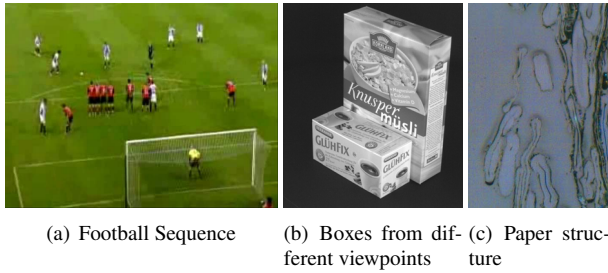 Knusper
müsli
GLÜHFIX
GLÜHFIX
(a) Football Sequence
(b) Boxes from dif-
ferent viewpoints
(c) Paper struc-
ture